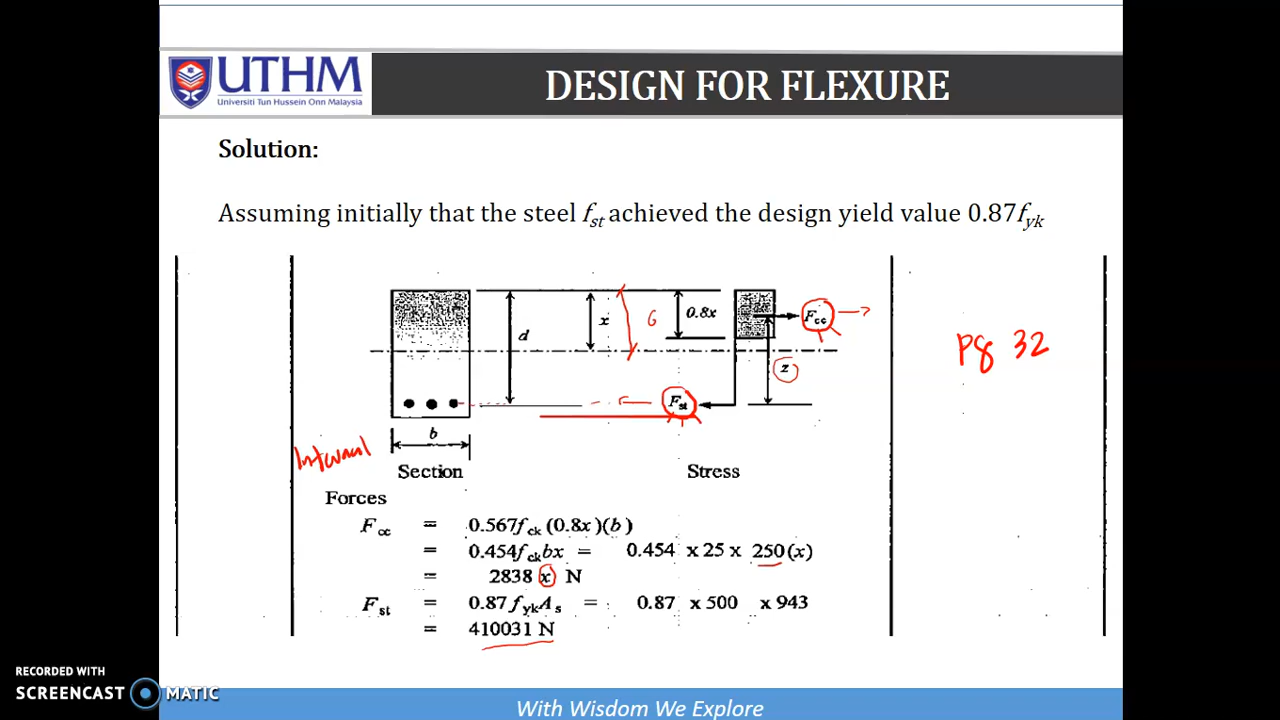 UTHM
Universiti Tun Hussein Onn Malaysia
DESIGN FOR FLEXURE
Solution:
Assuming initially that the steel fst achieved the design yield value 0.87fyk
d
x
6
0.8x
Fcc
z
Fst
Pg 32
b
Internal
Section
Stress
Forces
Fcc = 0.567fck (0.8x )(b )
= 0.454fckbx = 0.454 x 25 x 250 (x)
= 2838 x N
Fst = 0.87 fykAs = 0.87 x 500 x 943
= 410031 N
RECORDED WITH
SCREENCAST MATIC
With Wisdom We Explore